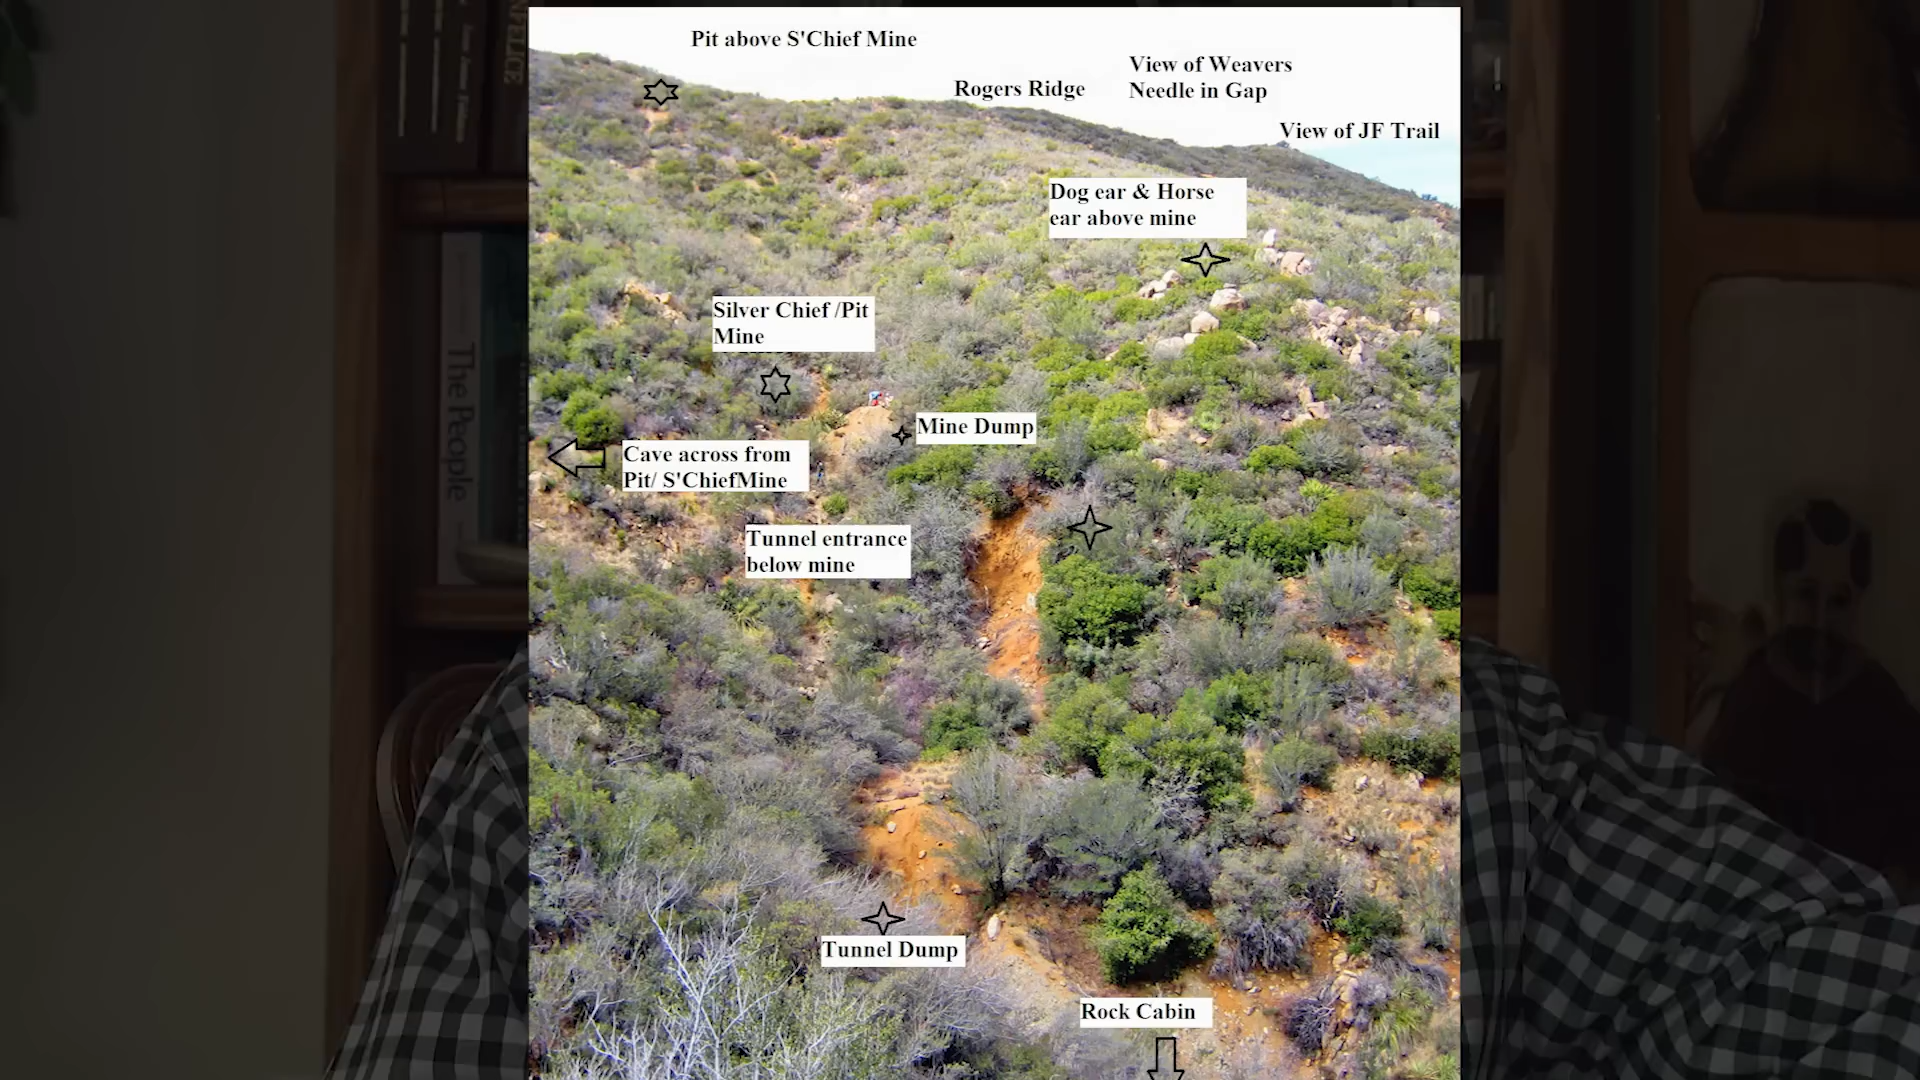 Pit above S'Chief Mine
View of Weavers
Needle in Gap
Rogers Ridge
View of JF Trail
Dog ear & Horse
ear above mine
Silver Chief /Pit
Mine
Mine Dump
Cave across from
Pit/ S'ChiefMine
Tunnel entrance
below mine
Tunnel Dump
Rock Cabin
The People